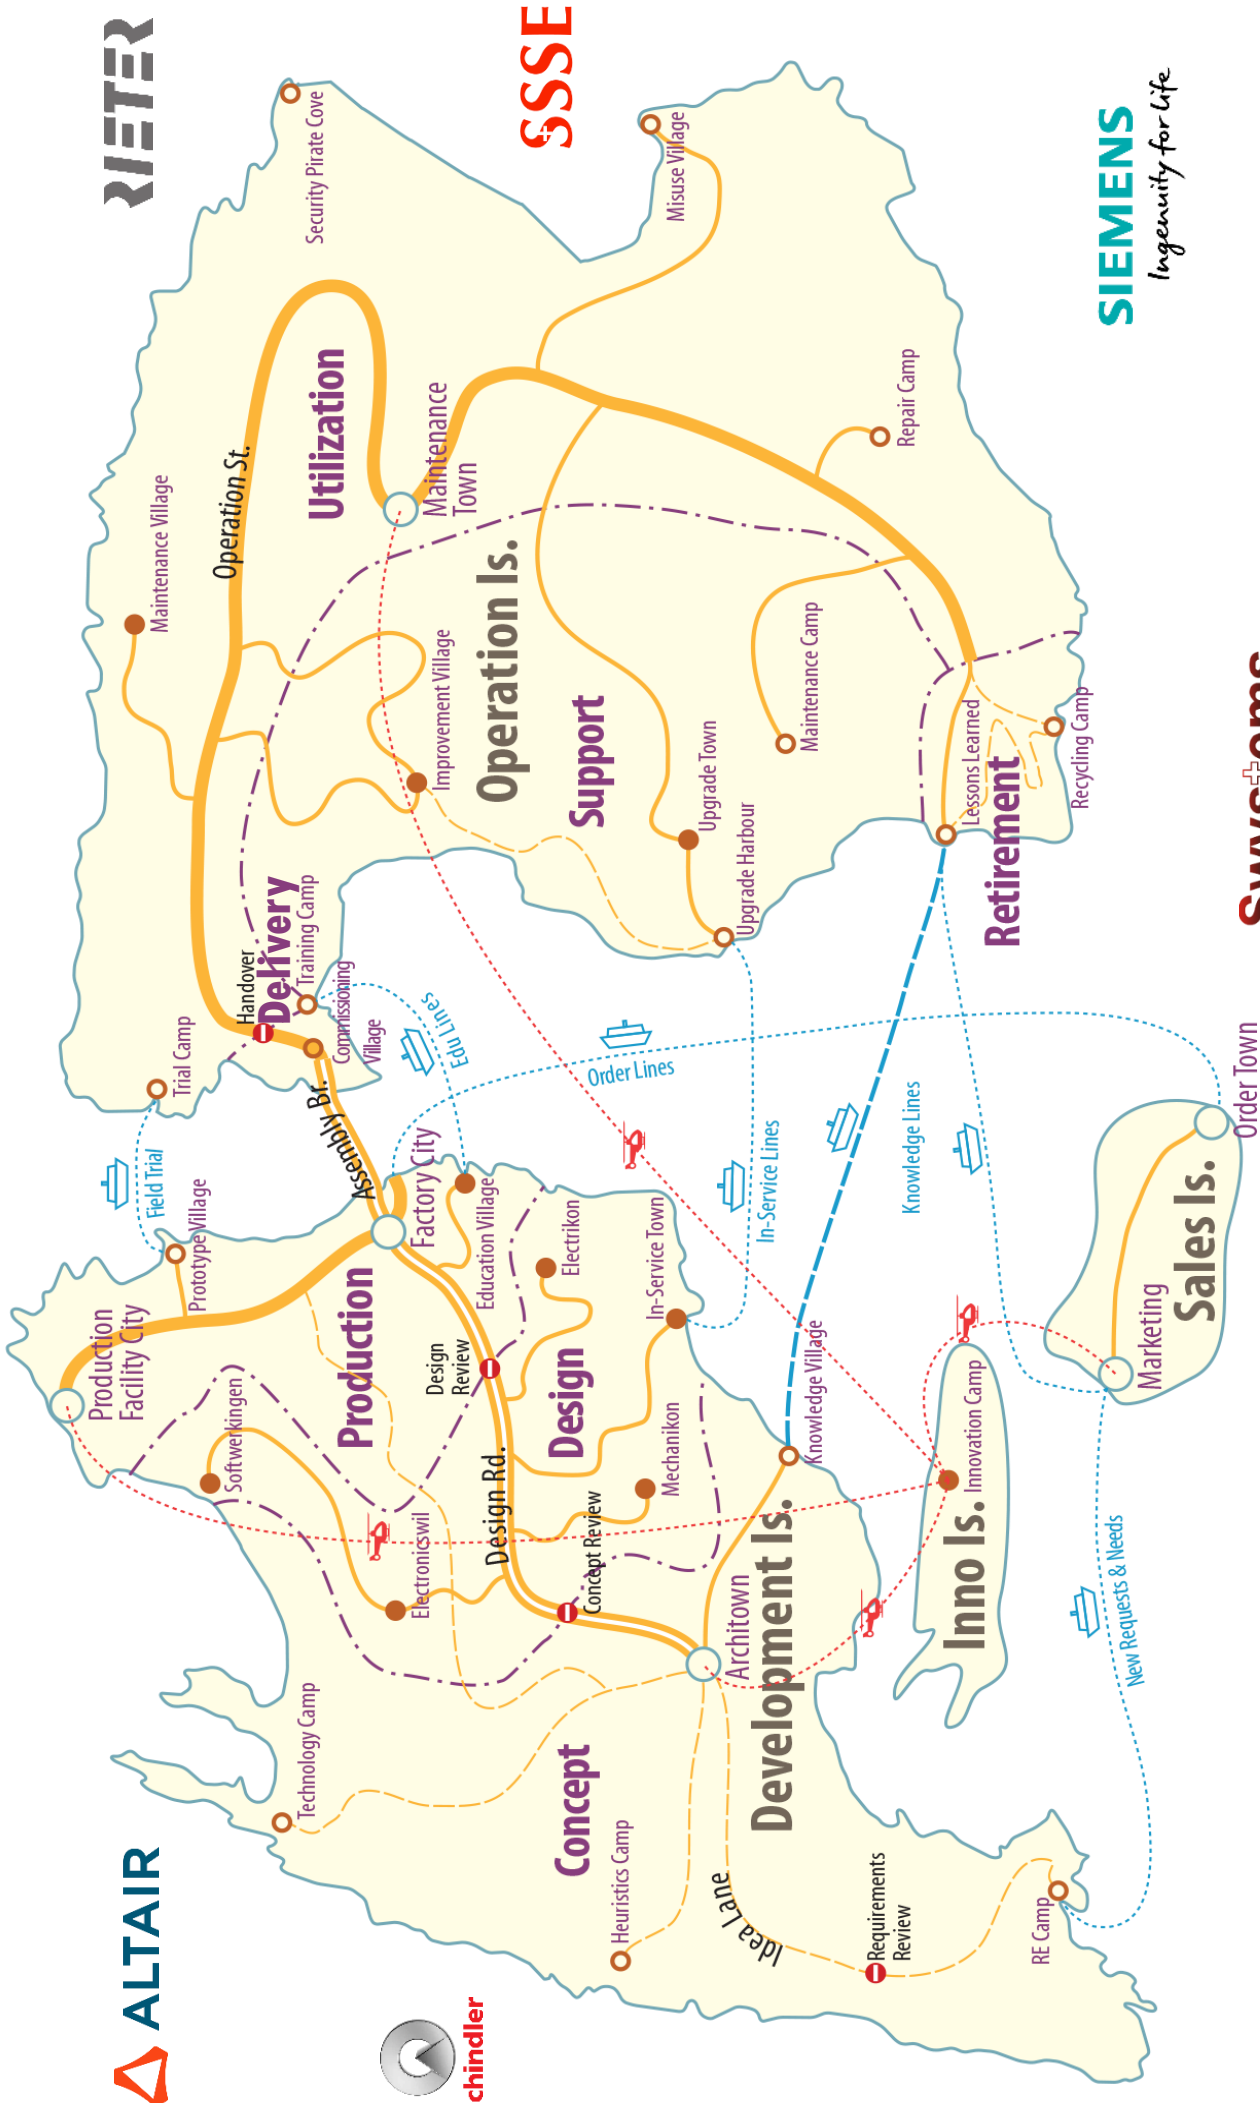 ALTAIR
RIETER
chindler
SSSE
SIEMENS
Ingenuity for life
Technology Camp
Heuristics Camp
Concept
Idea Lane
Requirements
Review
RE Camp
Development Is.
Architown
Concept Review
Design Rd.
Electronicswil
Softwerkingen
Mechanikon
Design
Design
Review
Electrikon
In-Service Town
Knowledge Village
Education Village
Production
Production
Facility City
Prototype Village
Factory City
Assembly Br.
Field Trial
Edu Lines
Order Lines
In-Service Lines
Knowledge Lines
New Requests & Needs
Inno Is.
Innovation Camp
Sales Is.
Marketing
Order Town
Trial Camp
Commissioning
Village
Handover
Delivery
Training Camp
Operation St.
Maintenance Village
Improvement Village
Utilization
Maintenance
Town
Operation Is.
Support
Upgrade Town
Upgrade Harbour
Maintenance Camp
Repair Camp
Misuse Village
Security Pirate Cove
Lessons Learned
Retirement
Recycling Camp